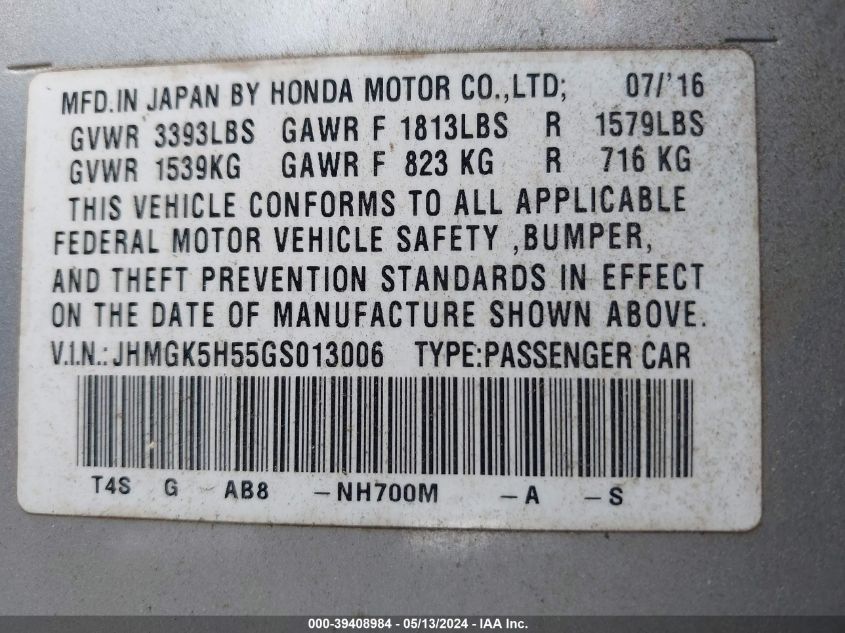 MFD.IN JAPAN BY HONDA MOTOR CO.,LTD; 07/'16
GVWR 3393LBS GAWR F 1813LBS R 1579LBS
GVWR 1539KG GAWR F 823 KG R 716 KG
THIS VEHICLE CONFORMS TO ALL APPLICABLE
FEDERAL MOTOR VEHICLE SAFETY ,BUMPER,
AND THEFT PREVENTION STANDARDS IN EFFECT
ON THE DATE OF MANUFACTURE SHOWN ABOVE.
V.I.N.:JHMGK5H55GS013006 TYPE:PASSENGER CAR
T4S G AB8 -NH700M -A -S
000-39408984 - 05/13/2024 - IAA Inc.